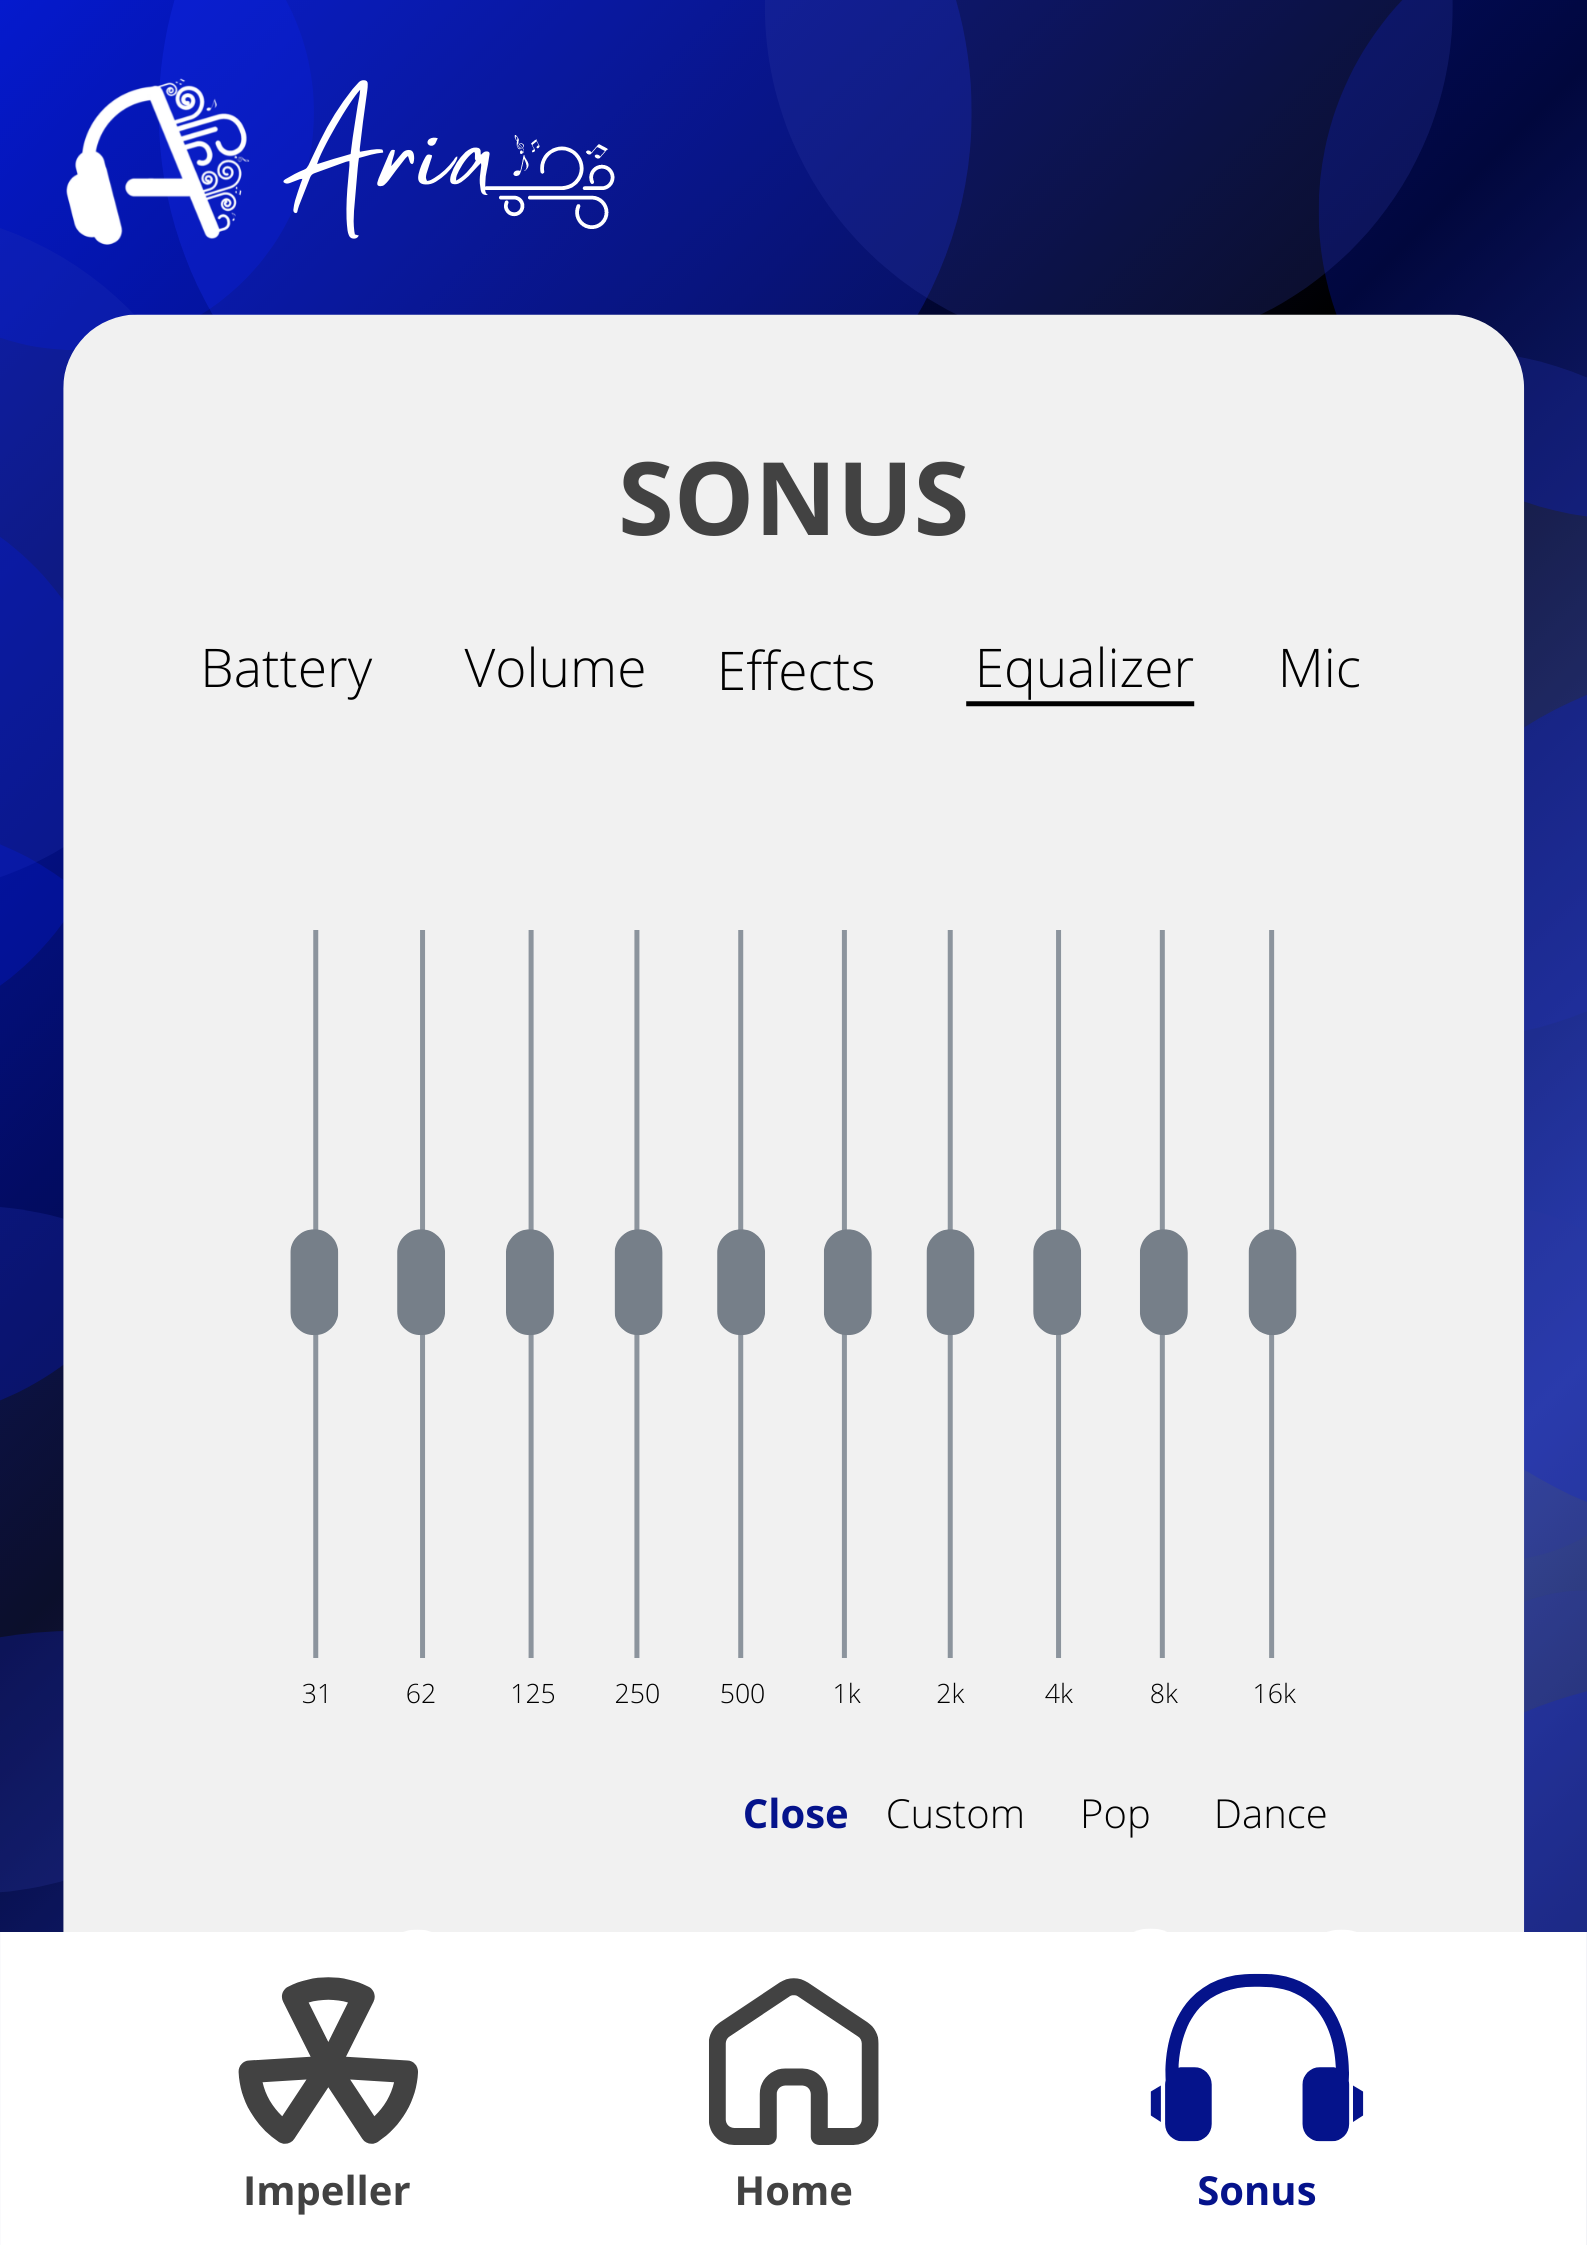 Aria
SONUS
Battery Volume Effects Equalizer Mic
31 62 125 250 500 1k 2k 4k 8k 16k
Close Custom Pop Dance
Impeller Home Sonus